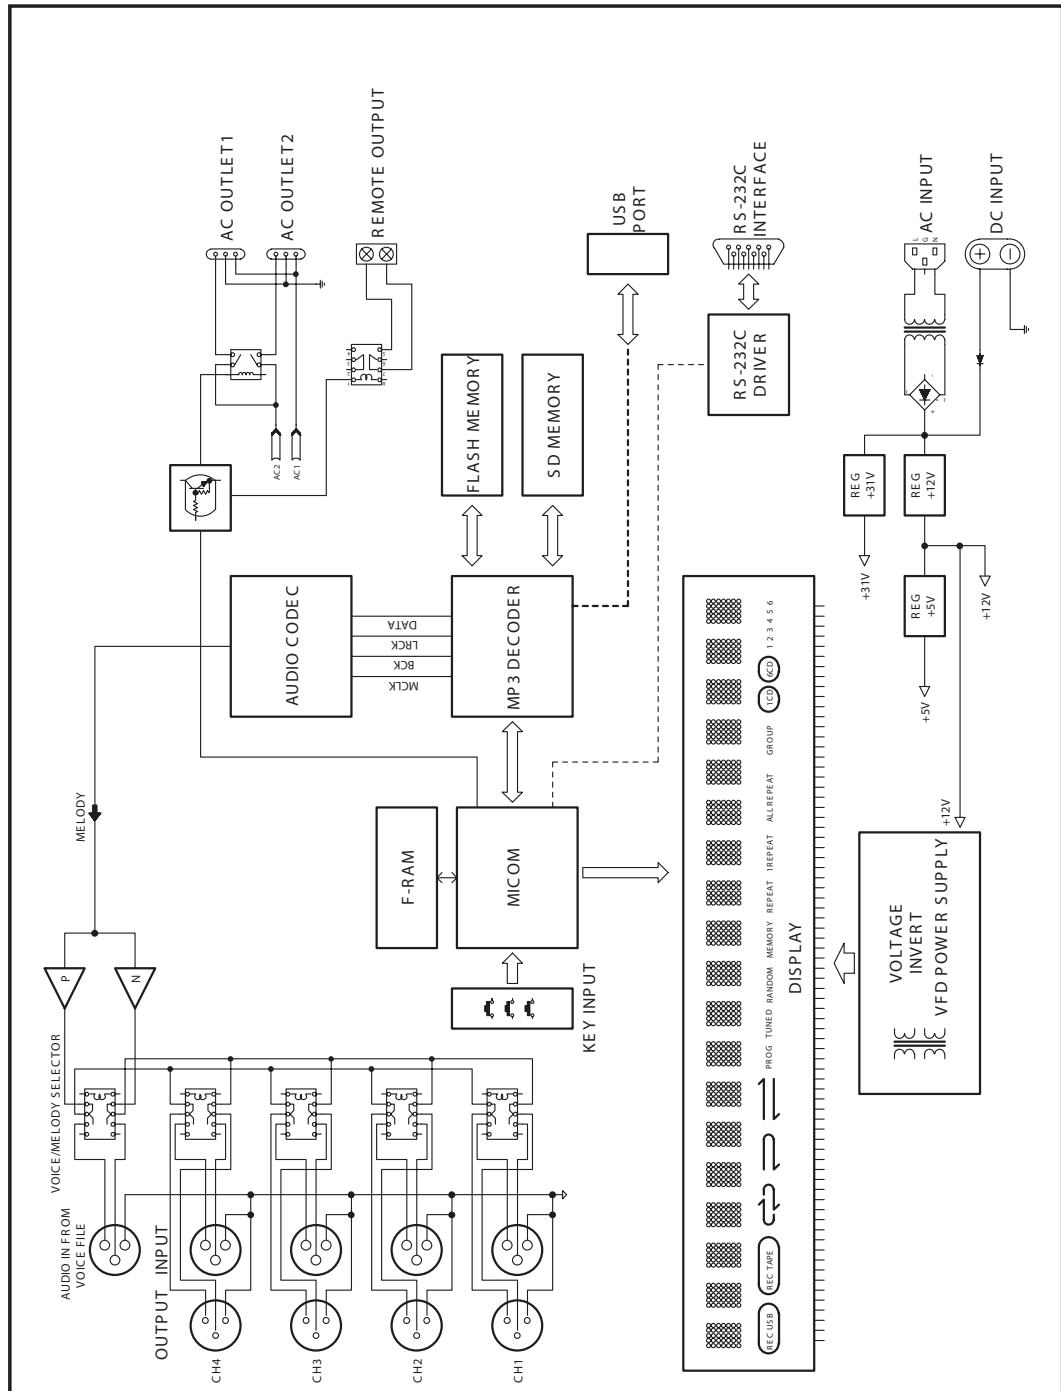 AC OUTLET1
AC OUTLET2
REMOTE OUTPUT
USB
PORT
RS-232C
INTERFACE
AC INPUT
L
G
N
DC INPUT
+
-
AC2
AC1
FLASH MEMORY
SD MEMORY
RS-232C
DRIVER
REG
+31V
REG
+12V
REG
+5V
+31V
+12V
+5V
+12V
AUDIO CODEC
DATA
LRCK
BCK
MCLK
MP3 DECODER
MELODY
F-RAM
MICOM
KEY INPUT
P
N
VOICE/MELODY SELECTOR
AUDIO IN FROM
VOICE FILE
OUTPUT INPUT
CH4
CH3
CH2
CH1
REC USB
REC TAPE
PROG TUNED RANDOM MEMORY REPEAT 1REPEAT ALLREPEAT GROUP
1CD
6CD
1 2 3 4 5 6
DISPLAY
VOLTAGE
INVERT
VFD POWER SUPPLY